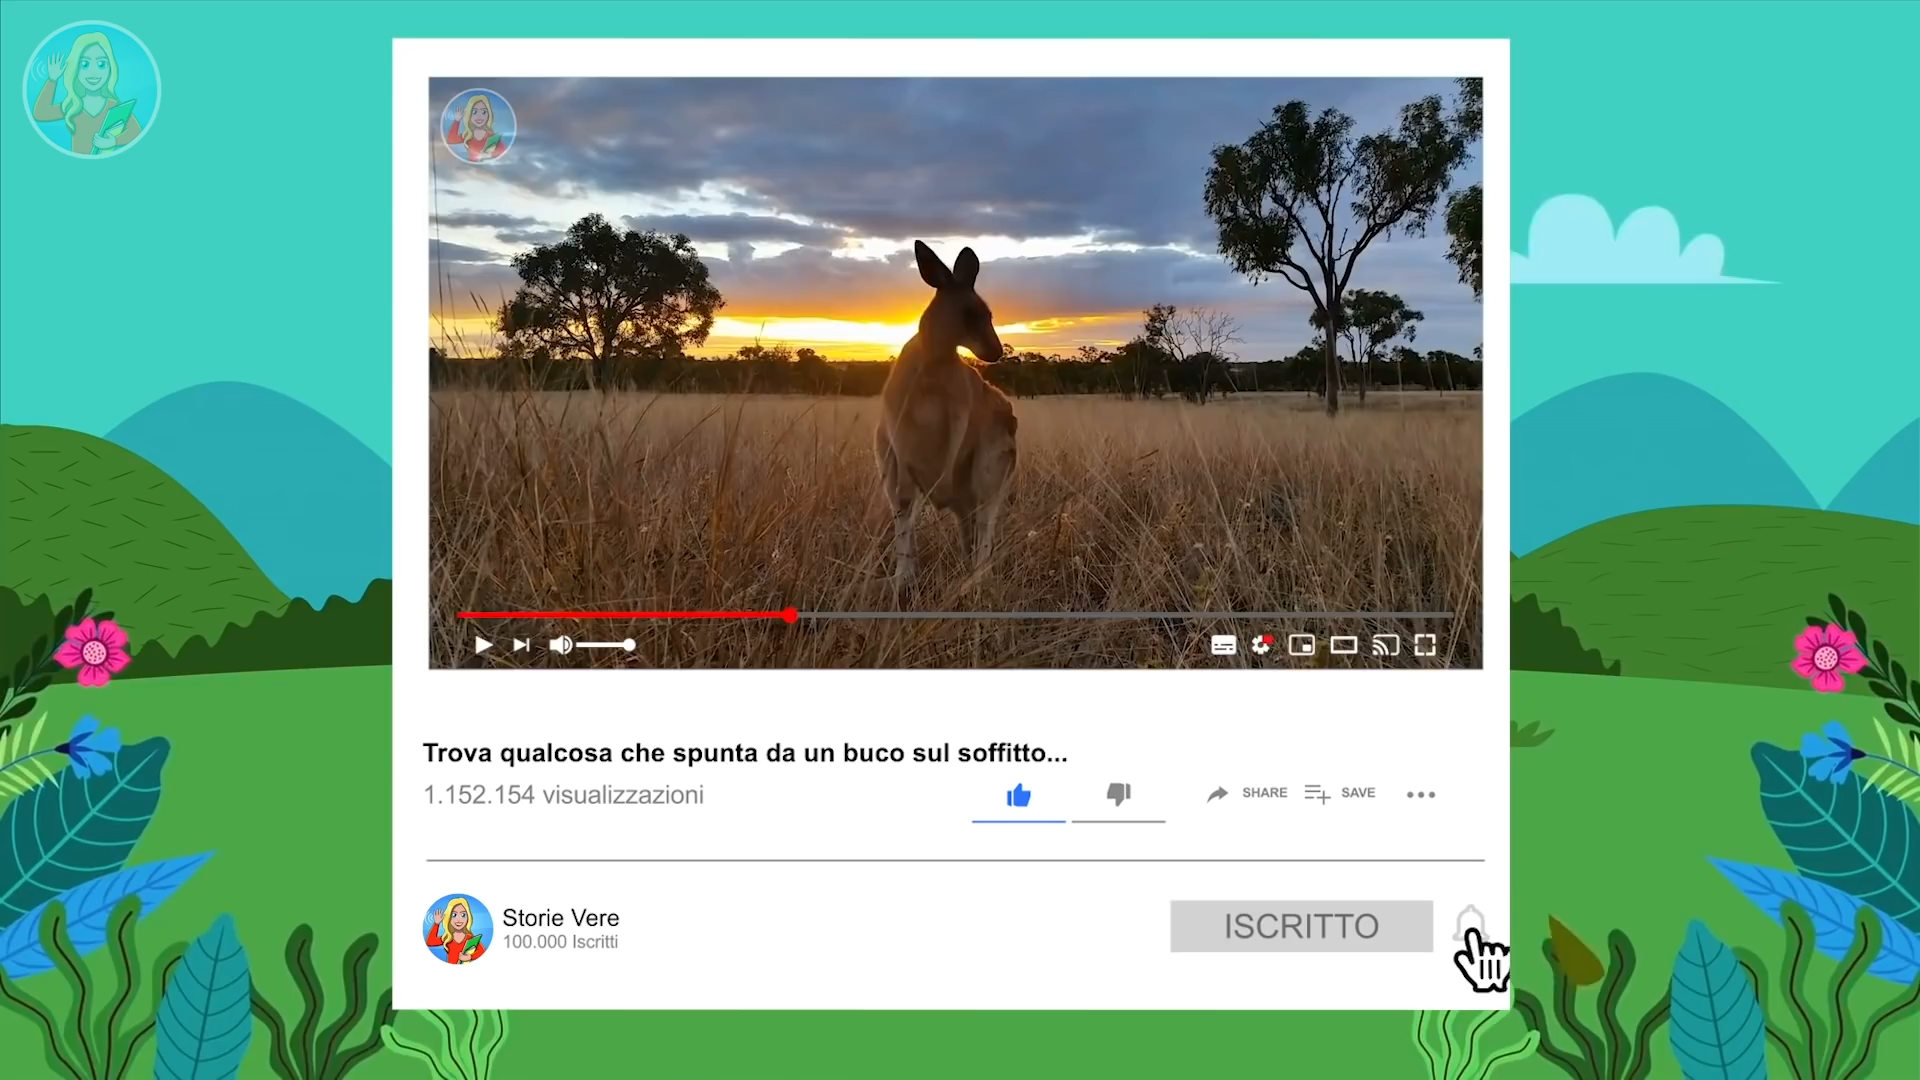 Trova qualcosa che spunta da un buco sul soffitto...
1.152.154 visualizzazioni
SHARE
SAVE
Storie Vere
100.000 Iscritti
ISCRITTO